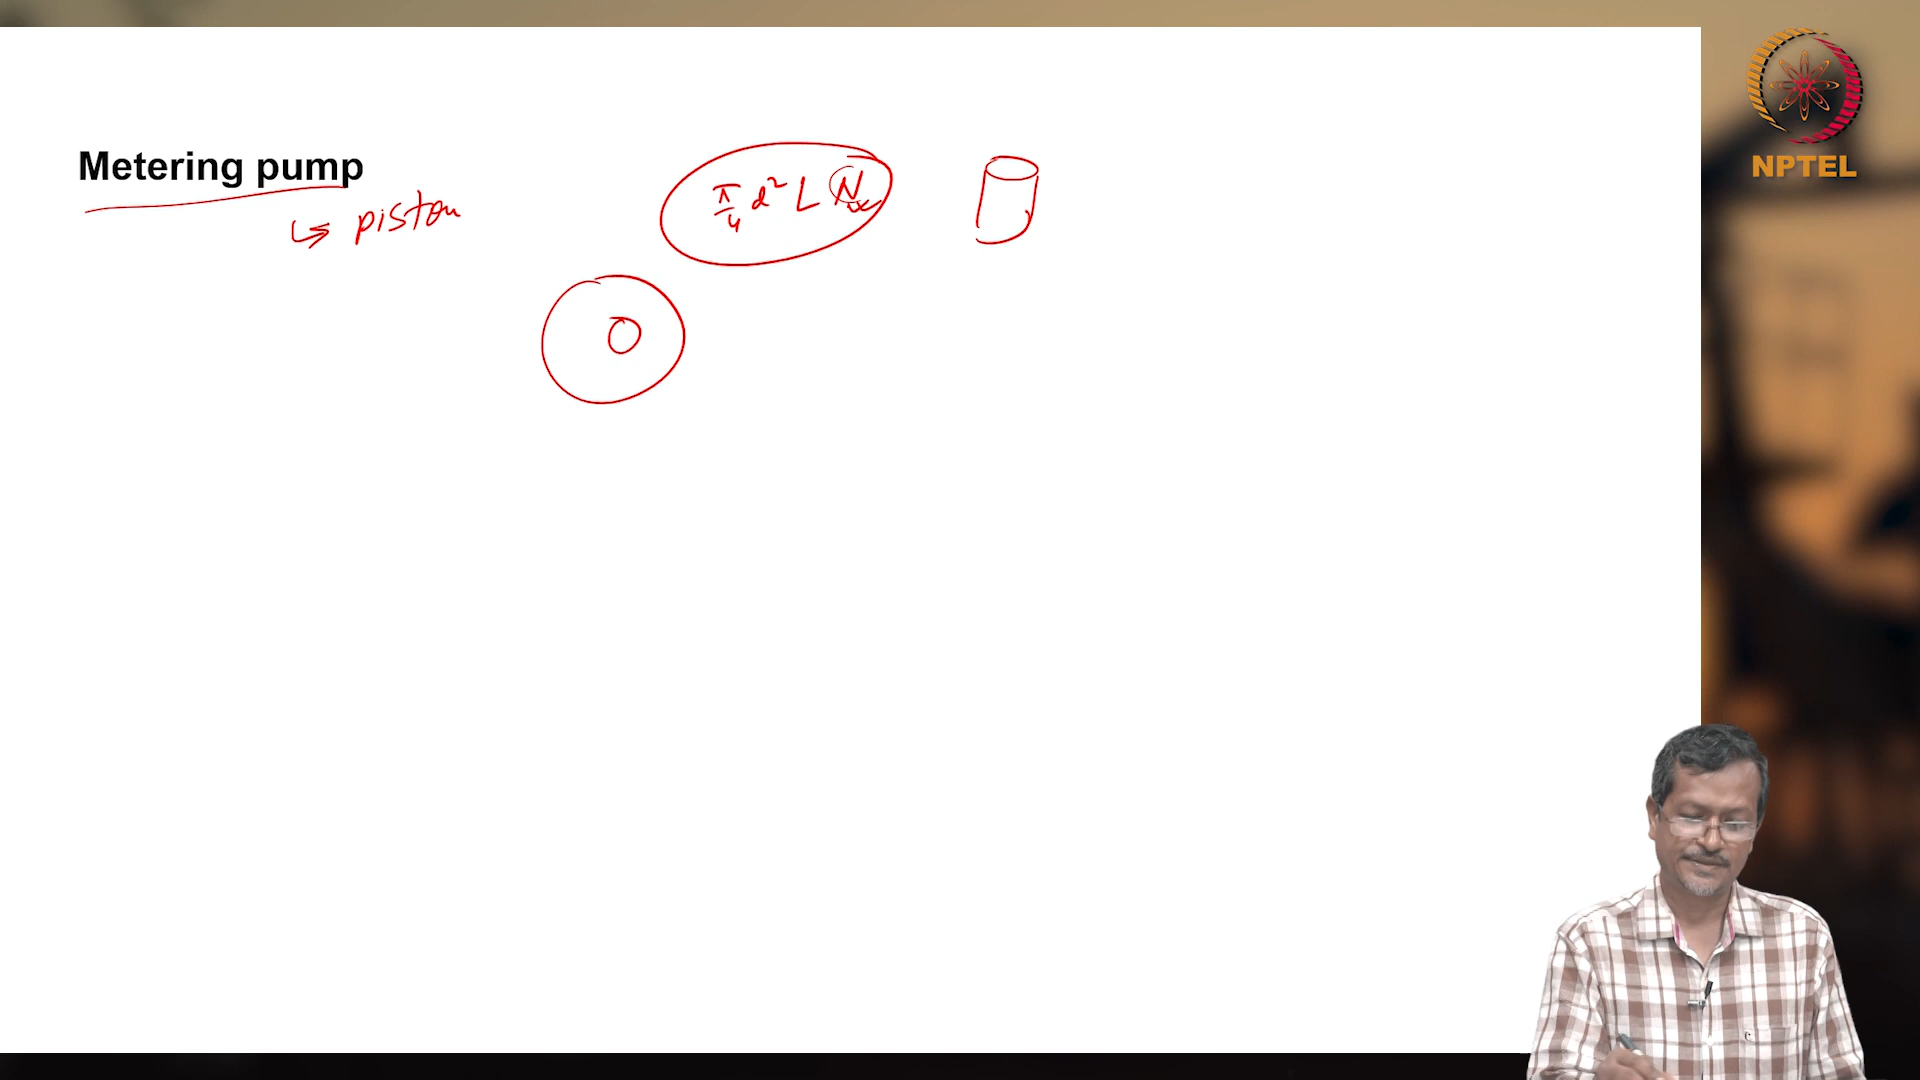 Metering pump
↳ piston
π/4 d² L N
NPTEL